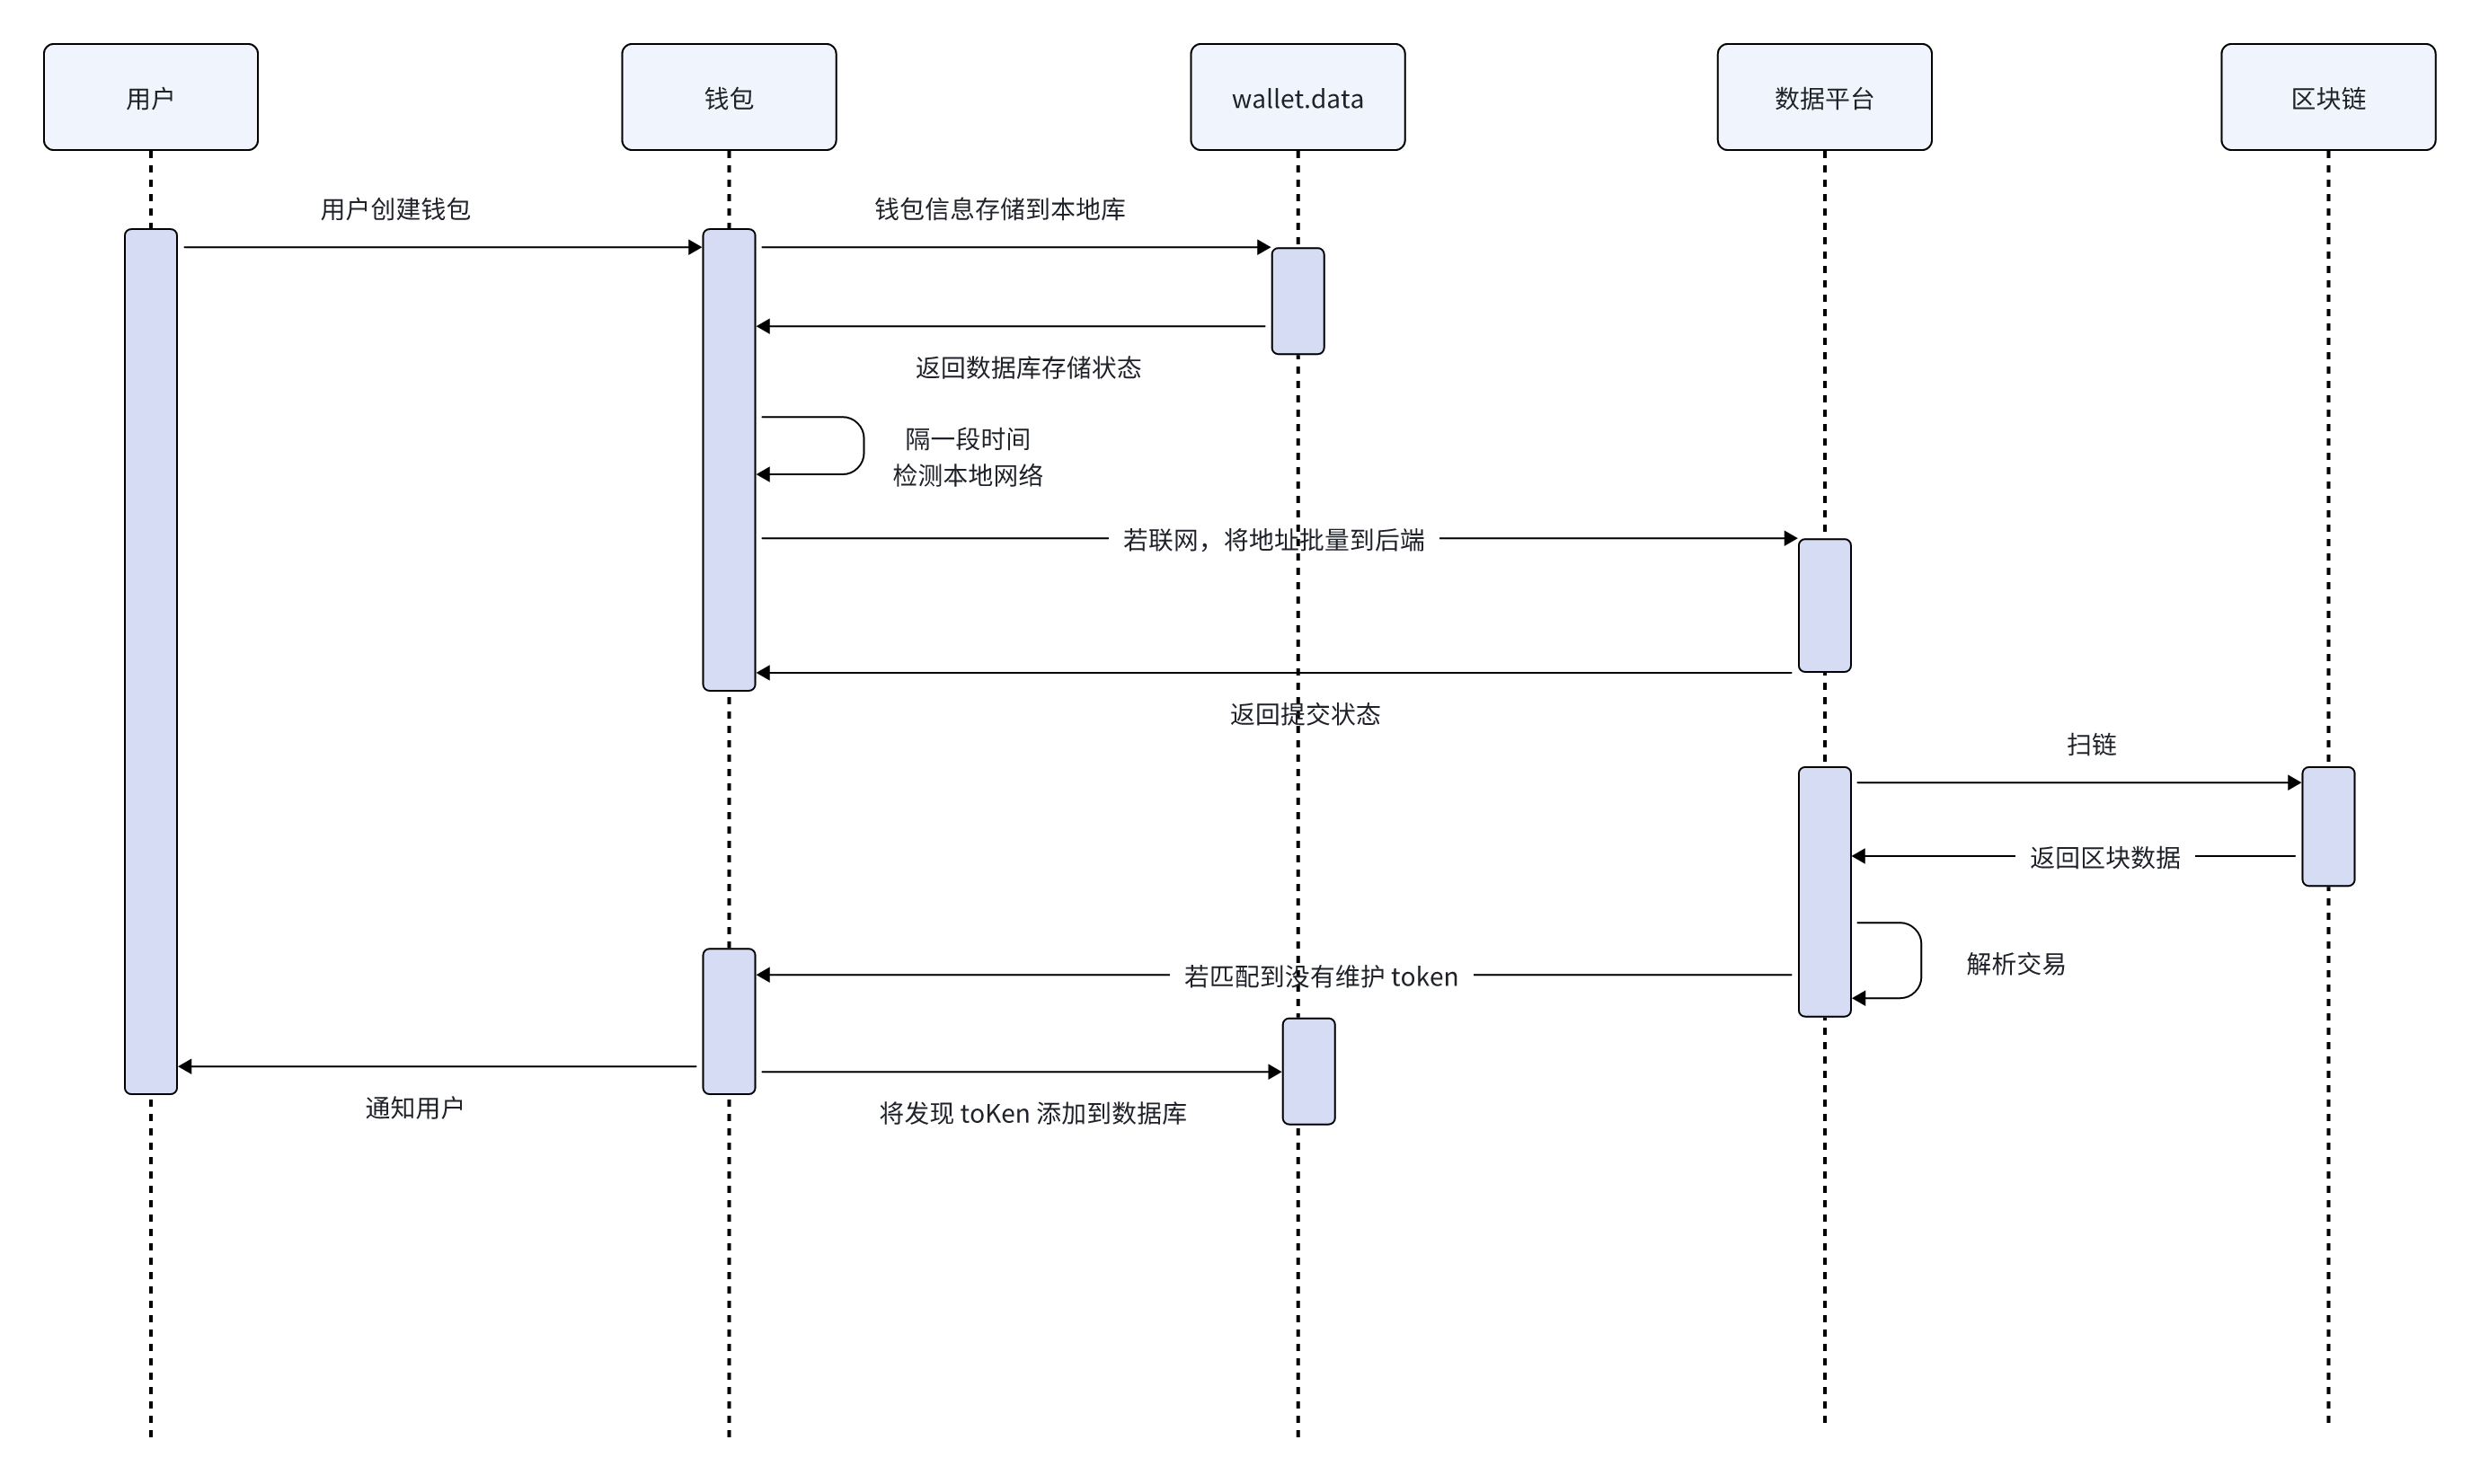 用户
钱包
wallet.data
数据平台
区块链
用户创建钱包
钱包信息存储到本地库
返回数据库存储状态
隔一段时间
检测本地网络
若联网，将地址批量到后端
返回提交状态
扫链
返回区块数据
解析交易
若匹配到没有维护 token
通知用户
将发现 toKen 添加到数据库